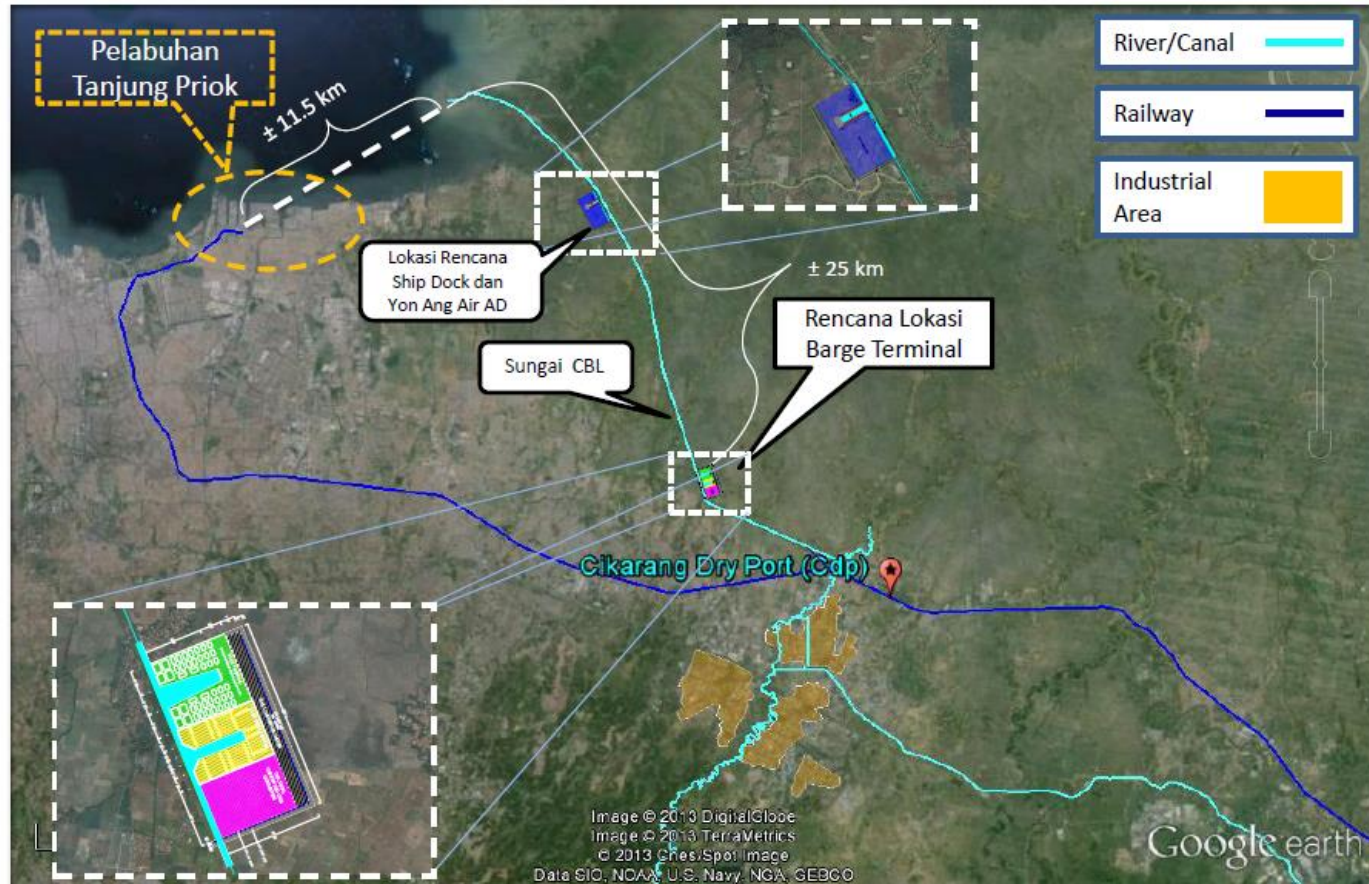 Pelabuhan
Tanjung Priok
± 11.5 km
River/Canal
Railway
Industrial
Area
Lokasi Rencana
Ship Dock dan
Yon Ang Air AD
± 25 km
Rencana Lokasi
Barge Terminal
Sungai CBL
Cikarang Dry Port (Cdp)
Image © 2013 DigitalGlobe
Image © 2013 TerraMetrics
© 2013 Cnes/Spot Image
Data SIO, NOAA, U.S. Navy, NGA, GEBCO
Google earth